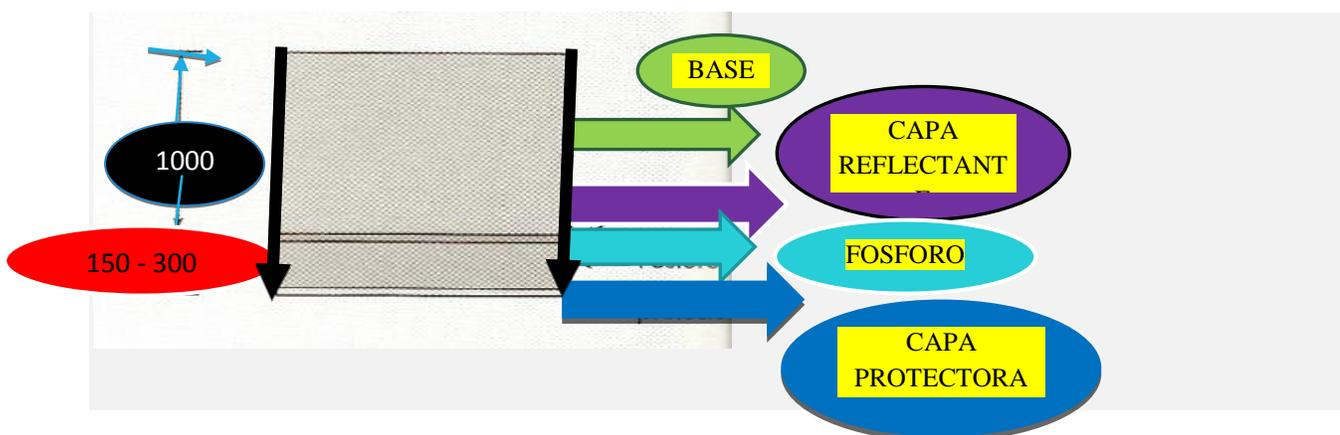 BASE
CAPA
REFLECTANT
1000
FOSFORO
150 - 300
CAPA
PROTECTORA